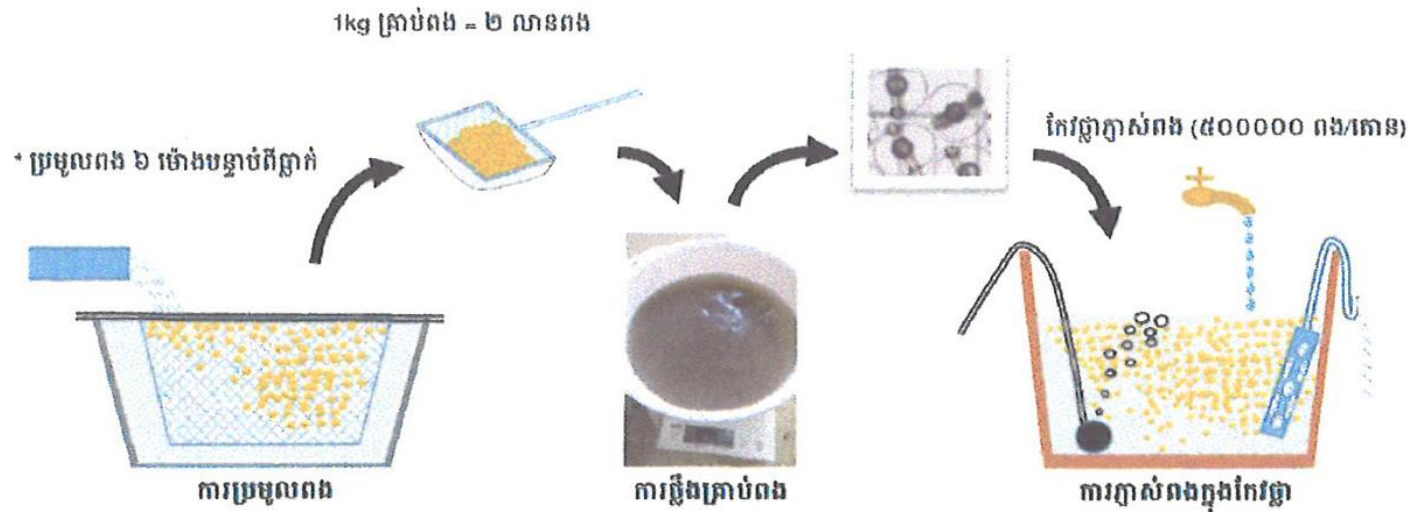 1kg គ្រាប់ពង = ២ លានពង
* ប្រមូលពង ៦ ម៉ោងបន្ទាប់ពីធ្លាក់
កែវថ្លាភ្ញាស់ពង (៥០០០០០ ពង/តោន)
ការប្រមូលពង
ការថ្លឹងគ្រាប់ពង
ការភ្ញាស់ពងក្នុងកែវថ្លា